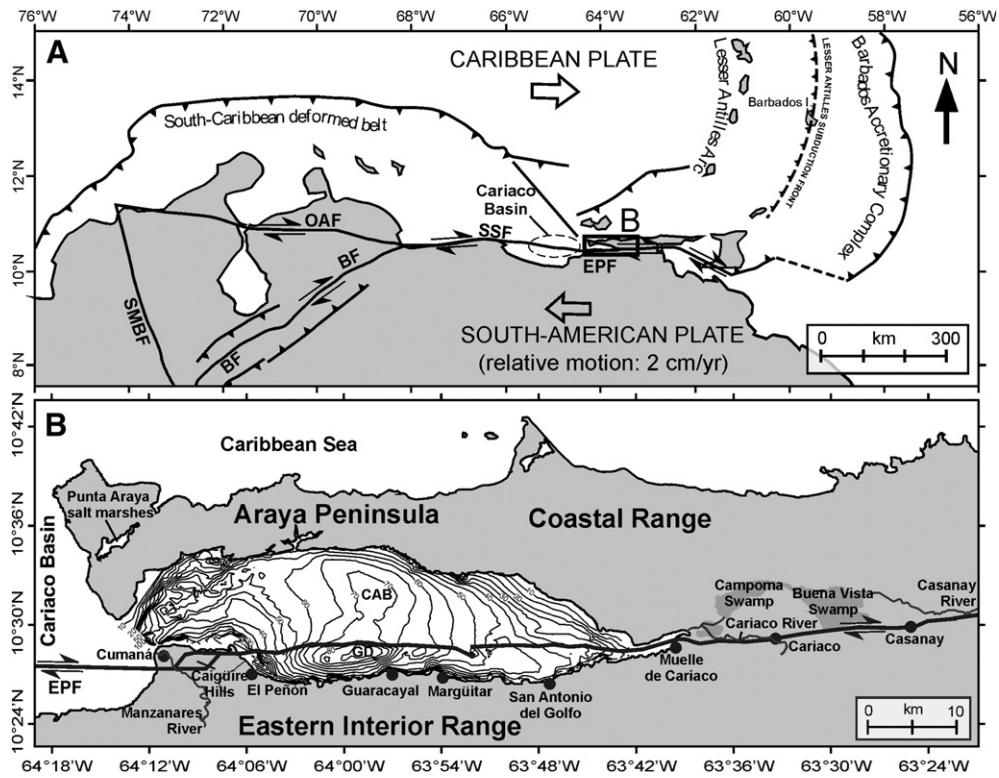 76°W 74°W 72°W 70°W 68°W 66°W 64°W 62°W 60°W 58°W 56°W
A
CARIBBEAN PLATE
N
14°N
12°N
10°N
8°N
South-Caribbean deformed belt
Lesser Antilles Arc
Barbados I.
LESSER ANTILLES SUBDUCTION FRONT
Barbados Accretionary Complex
Cariaco
Basin
OAF
SSF
B
BF
EPF
SMBF
BF
SOUTH-AMERICAN PLATE
(relative motion: 2 cm/yr)
0 km 300
B
10°42'N
10°36'N
10°30'N
10°24'N
Caribbean Sea
Punta Araya
salt marshes
Araya Peninsula
Coastal Range
Cariaco Basin
CAB
Campoma
Swamp
Buena Vista
Swamp
Casanay
River
Cariaco River
Cumaná
GD
Cariaco
Casanay
EPF
Caigüire
Hills
El Peñón
Guaracayal
Margüitar
San Antonio
del Golfo
Muelle
de Cariaco
Manzanares
River
Eastern Interior Range
0 km 10
64°18'W 64°12'W 64°06'W 64°00'W 63°54'W 63°48'W 63°42'W 63°36'W 63°30'W 63°24'W